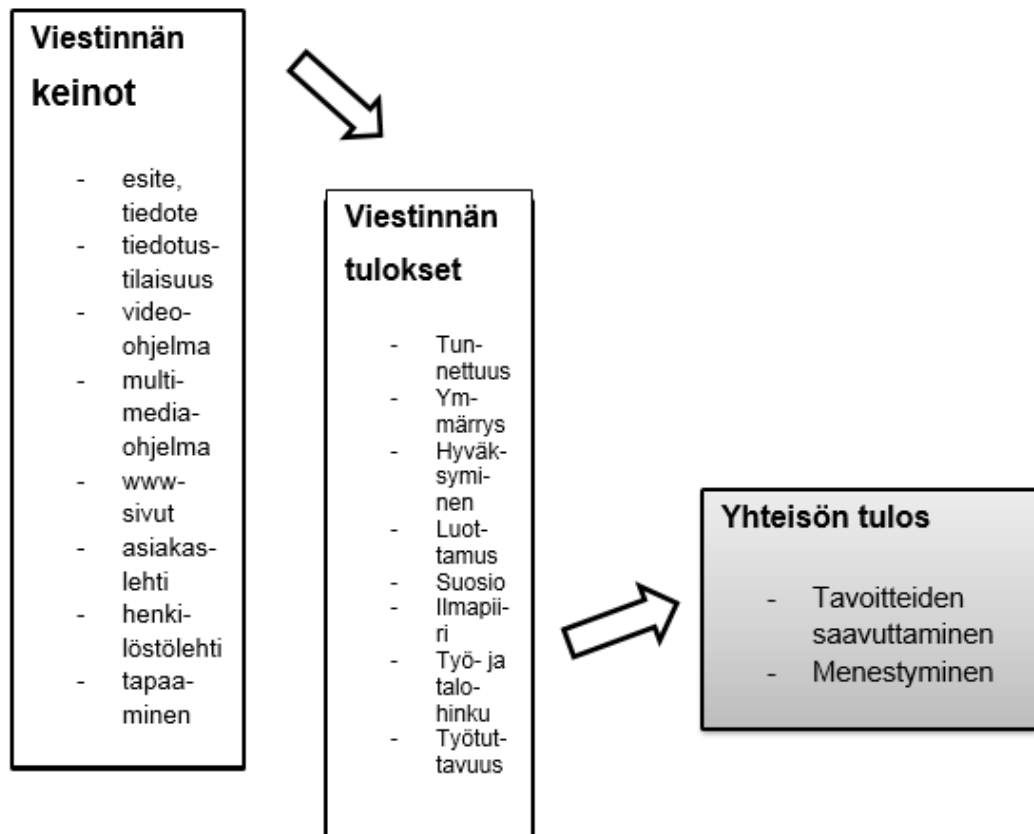 Viestinnän
keinot
- esite,
tiedote
- tiedotus-
tilaisuus
- video-
ohjelma
- multi-
media-
ohjelma
- www-
sivut
- asiakas-
lehti
- henki-
löstölehti
- tapaa-
minen
Viestinnän
tulokset
- Tun-
nettuus
- Ym-
märrys
- Hyväk-
symi-
nen
- Luot-
tamus
- Suosio
- Ilmapii-
ri
- Työ- ja
talo-
hinku
- Työtut-
tavuus
Yhteisön tulos
- Tavoitteiden
saavuttaminen
- Menestyminen